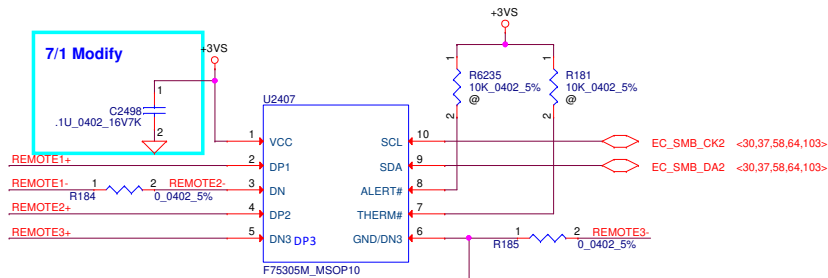 +3VS
7/1 Modify
+3VS
1
C2498
.1U_0402_16V7K
2
1
R6235
10K_0402_5%
@
2
1
R181
10K_0402_5%
@
2
U2407
1 VCC SCL 10 EC_SMB_CK2 <30,37,58,64,103>
REMOTE1+ 2 DP1 SDA 9 EC_SMB_DA2 <30,37,58,64,103>
REMOTE1- 1 2 REMOTE2- 3 DN ALERT# 8
R184 0_0402_5%
REMOTE2+ 4 DP2 THERM# 7
REMOTE3+ 5 DN3 DP3 GND/DN3 6 1 2 REMOTE3-
R185 0_0402_5%
F75305M_MSOP10